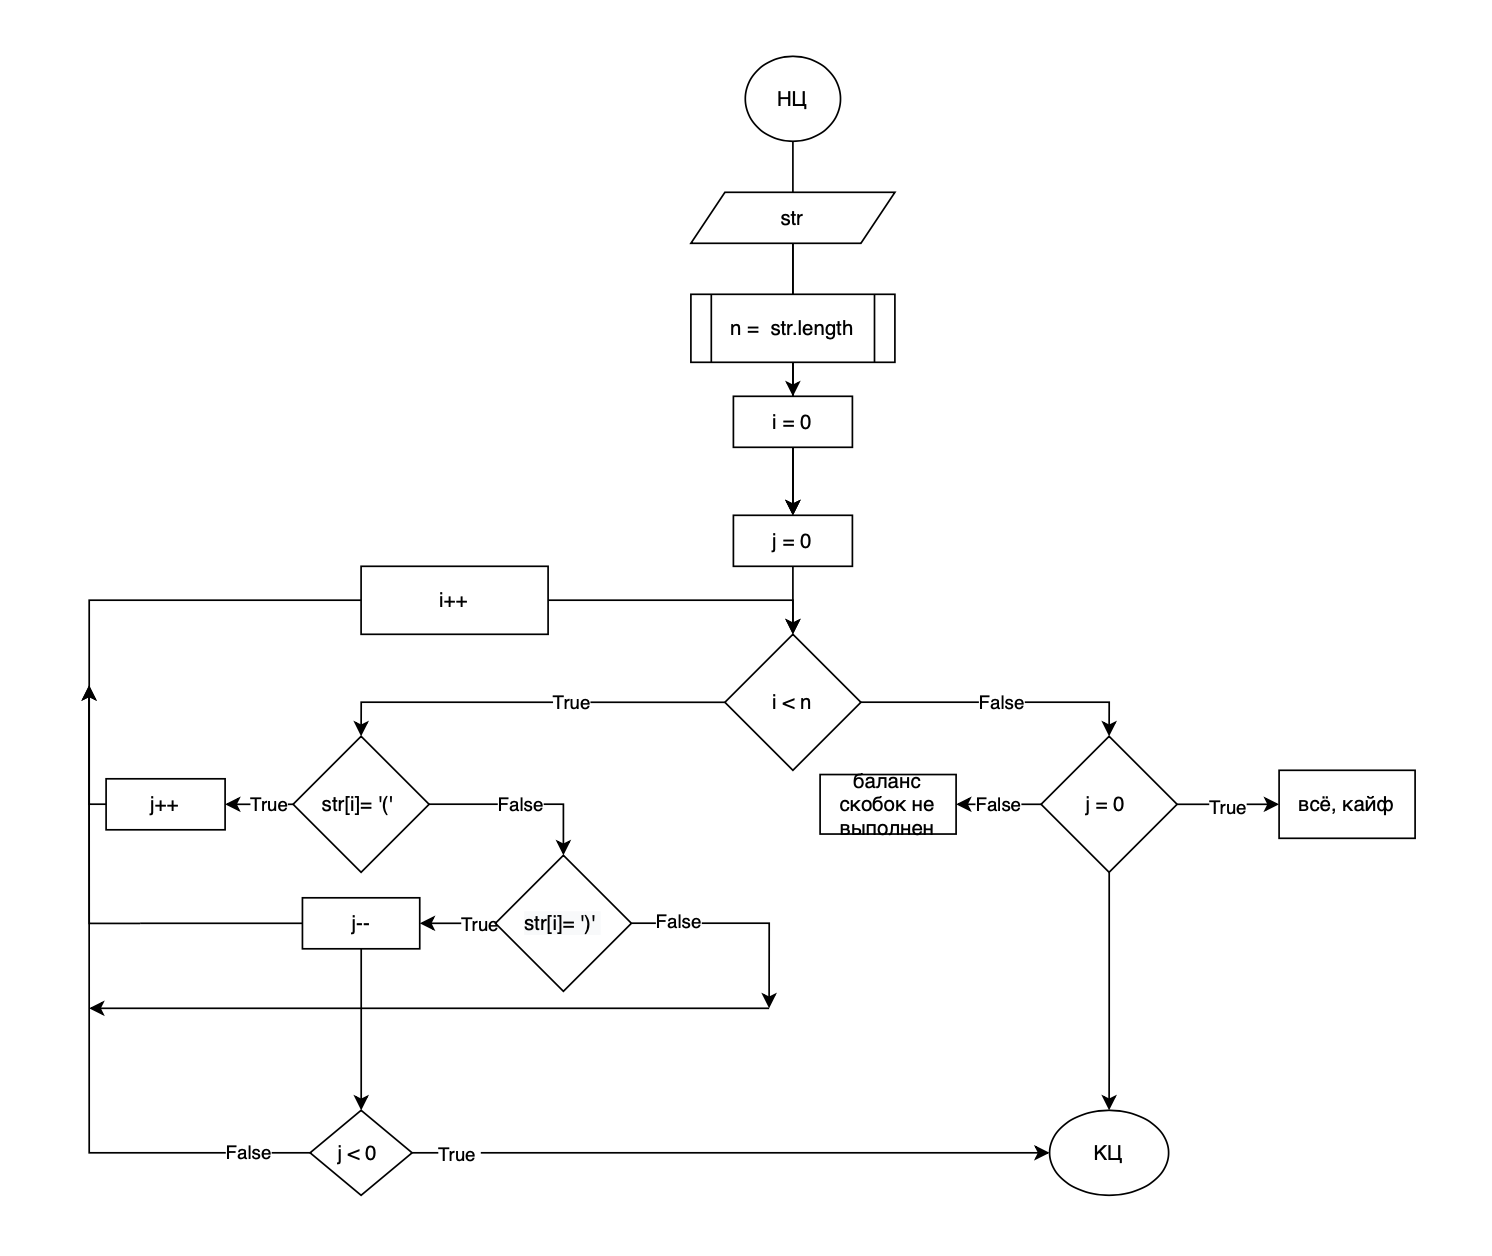 НЦ
str
n = str.length
i = 0
j = 0
i++
i < n
True
False
str[i]= '('
True
j++
False
j = 0
False
баланс
скобок не
выполнен
True
всё, кайф
str[i]= ')'
True
j--
False
j < 0
False
True
КЦ